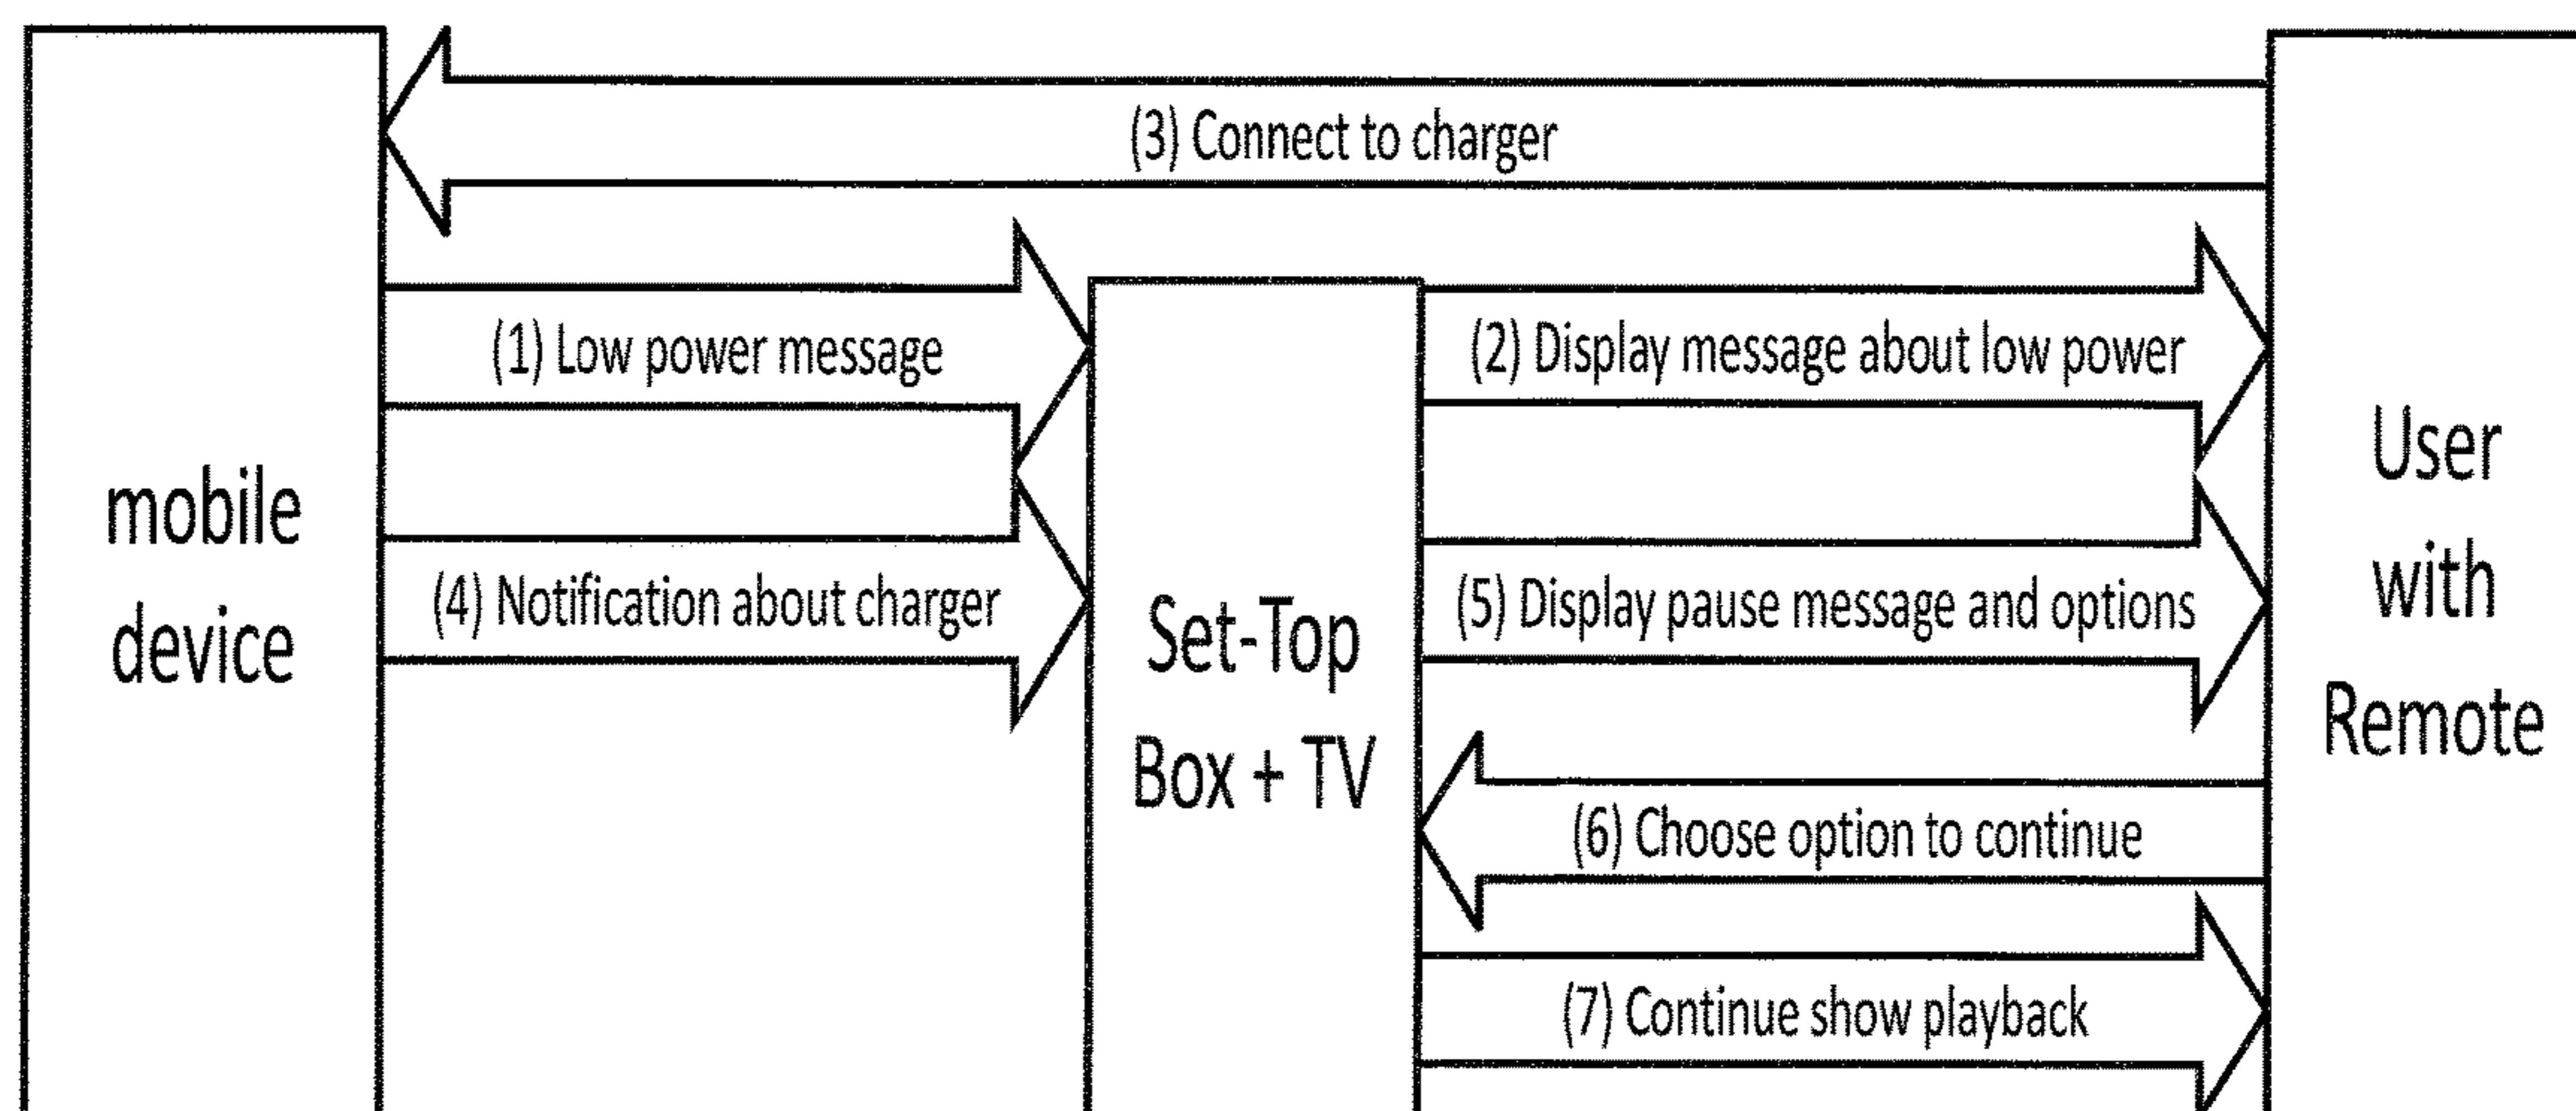 (3) Connect to charger
(1) Low power message
(2) Display message about low power
mobile
device
User
with
Remote
(4) Notification about charger
(5) Display pause message and options
Set-Top
Box + TV
(6) Choose option to continue
(7) Continue show playback